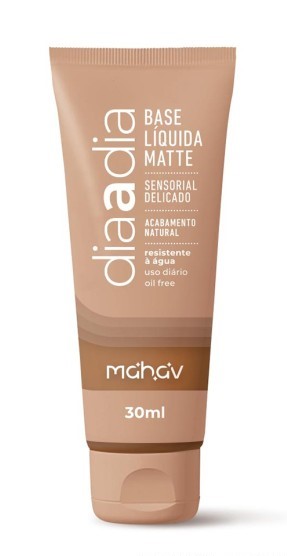 diaadia
BASE
LÍQUIDA
MATTE
SENSORIAL
DELICADO
ACABAMENTO
NATURAL
resistente
à água
uso diário
oil free
mahav
30ml